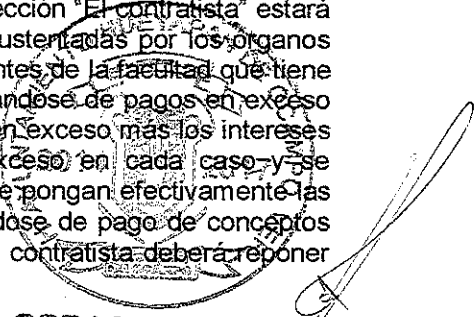 ección "El contratista" estará
ustentadas por los órganos
ntes de la facultad que tiene
ándose de pagos en exceso
en exceso más los intereses
xceso en cada caso y se
e pongan efectivamente las
dose de pago de conceptos
contratista deberá reponer